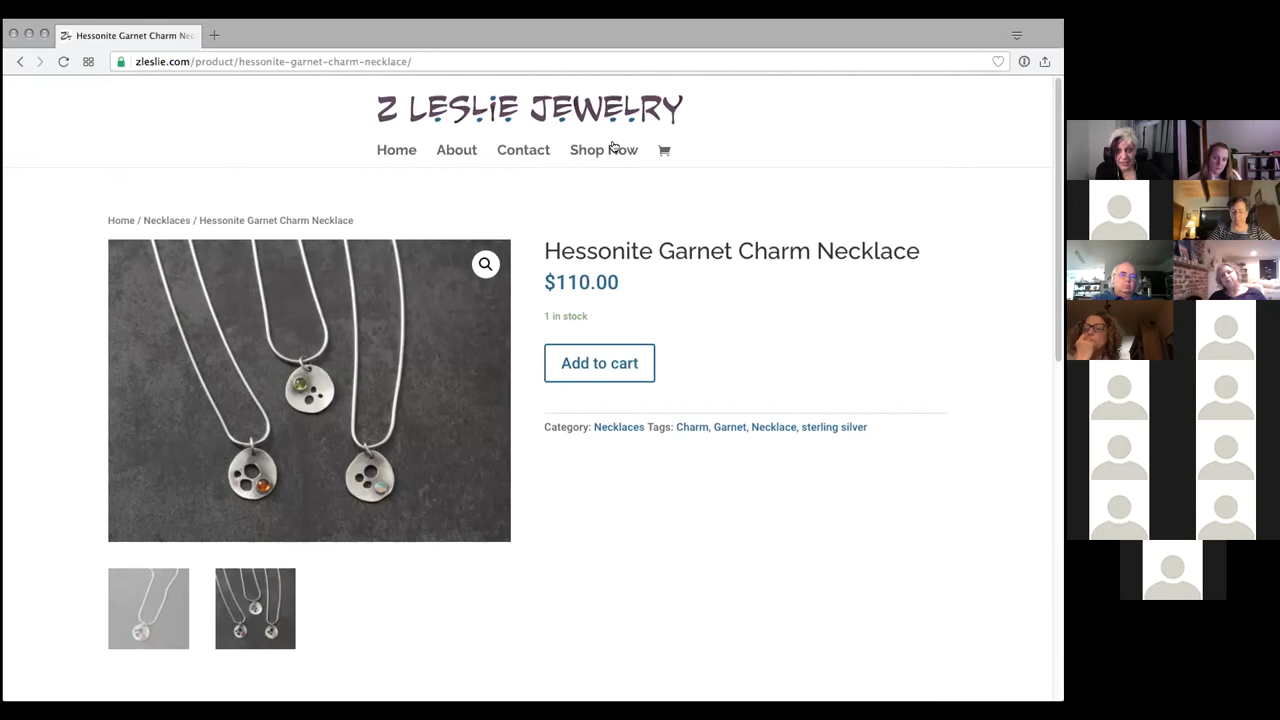 Hessonite Garnet Charm Nec
zleslie.com/product/hessonite-garnet-charm-necklace/
Z LESLIE JEWELRY
Home About Contact Shop Now
Home / Necklaces / Hessonite Garnet Charm Necklace
Hessonite Garnet Charm Necklace
$110.00
1 in stock
Add to cart
Category: Necklaces Tags: Charm, Garnet, Necklace, sterling silver